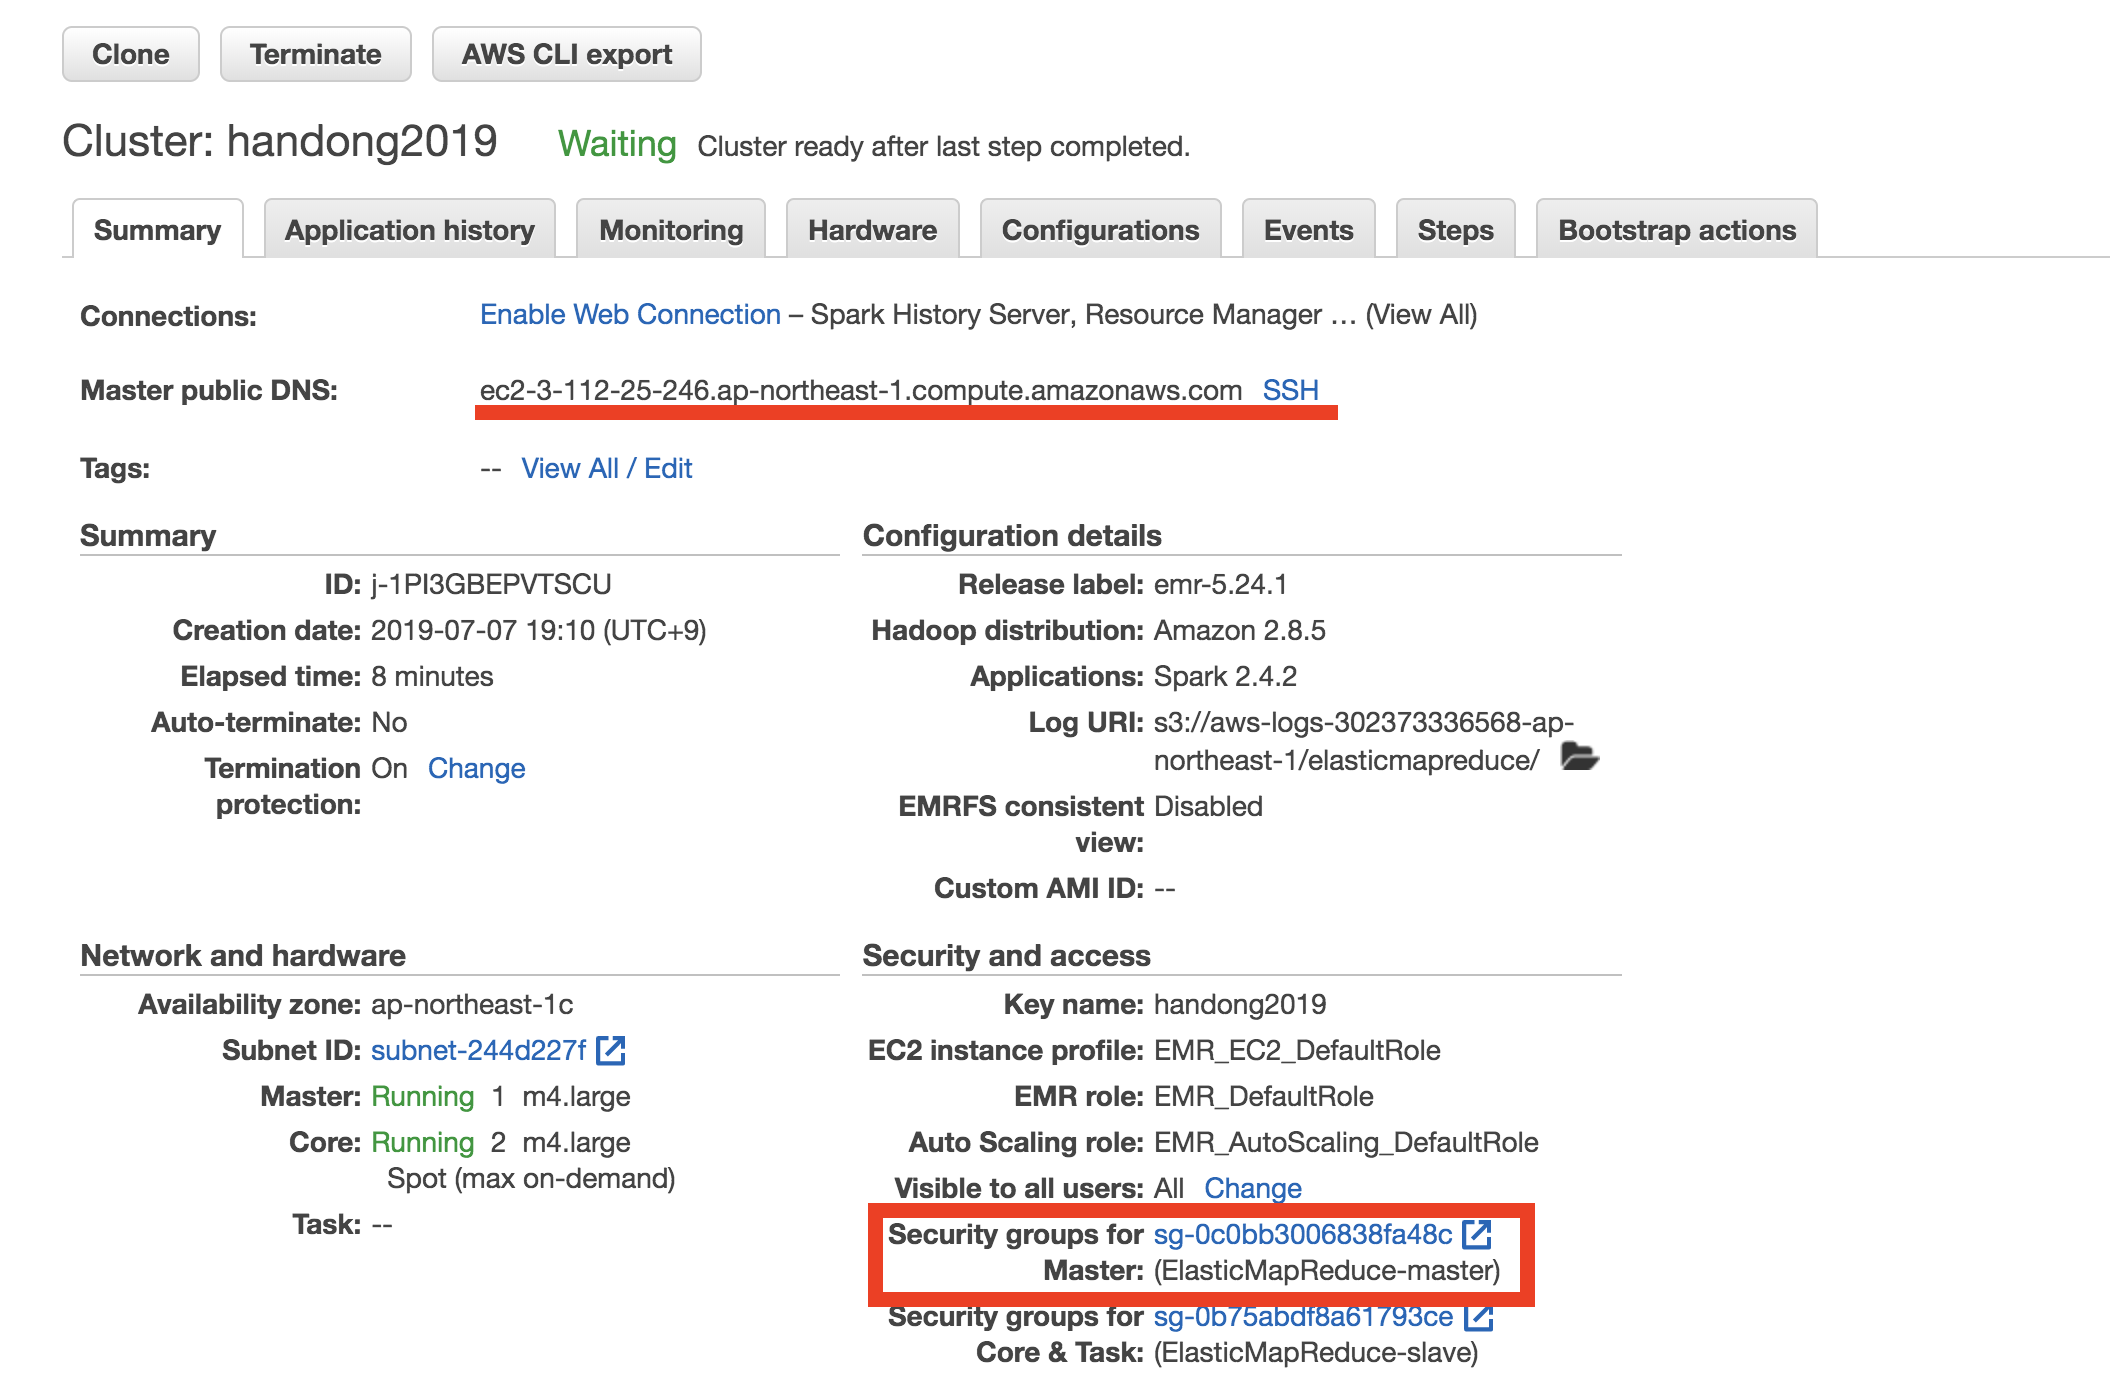 Clone Terminate AWS CLI export
Cluster: handong2019 Waiting Cluster ready after last step completed.
Summary Application history Monitoring Hardware Configurations Events Steps Bootstrap actions
Connections: Enable Web Connection – Spark History Server, Resource Manager … (View All)
Master public DNS: ec2-3-112-25-246.ap-northeast-1.compute.amazonaws.com SSH
Tags: -- View All / Edit
Summary
ID: j-1PI3GBEPVTSCU
Creation date: 2019-07-07 19:10 (UTC+9)
Elapsed time: 8 minutes
Auto-terminate: No
Termination On Change
protection:
Configuration details
Release label: emr-5.24.1
Hadoop distribution: Amazon 2.8.5
Applications: Spark 2.4.2
Log URI: s3://aws-logs-302373336568-ap-
northeast-1/elasticmapreduce/
EMRFS consistent Disabled
view:
Custom AMI ID: --
Network and hardware
Availability zone: ap-northeast-1c
Subnet ID: subnet-244d227f
Master: Running 1 m4.large
Core: Running 2 m4.large
Spot (max on-demand)
Task: --
Security and access
Key name: handong2019
EC2 instance profile: EMR_EC2_DefaultRole
EMR role: EMR_DefaultRole
Auto Scaling role: EMR_AutoScaling_DefaultRole
Visible to all users: All Change
Security groups for sg-0c0bb3006838fa48c
Master: (ElasticMapReduce-master)
Security groups for sg-0b75abdf8a61793ce
Core & Task: (ElasticMapReduce-slave)